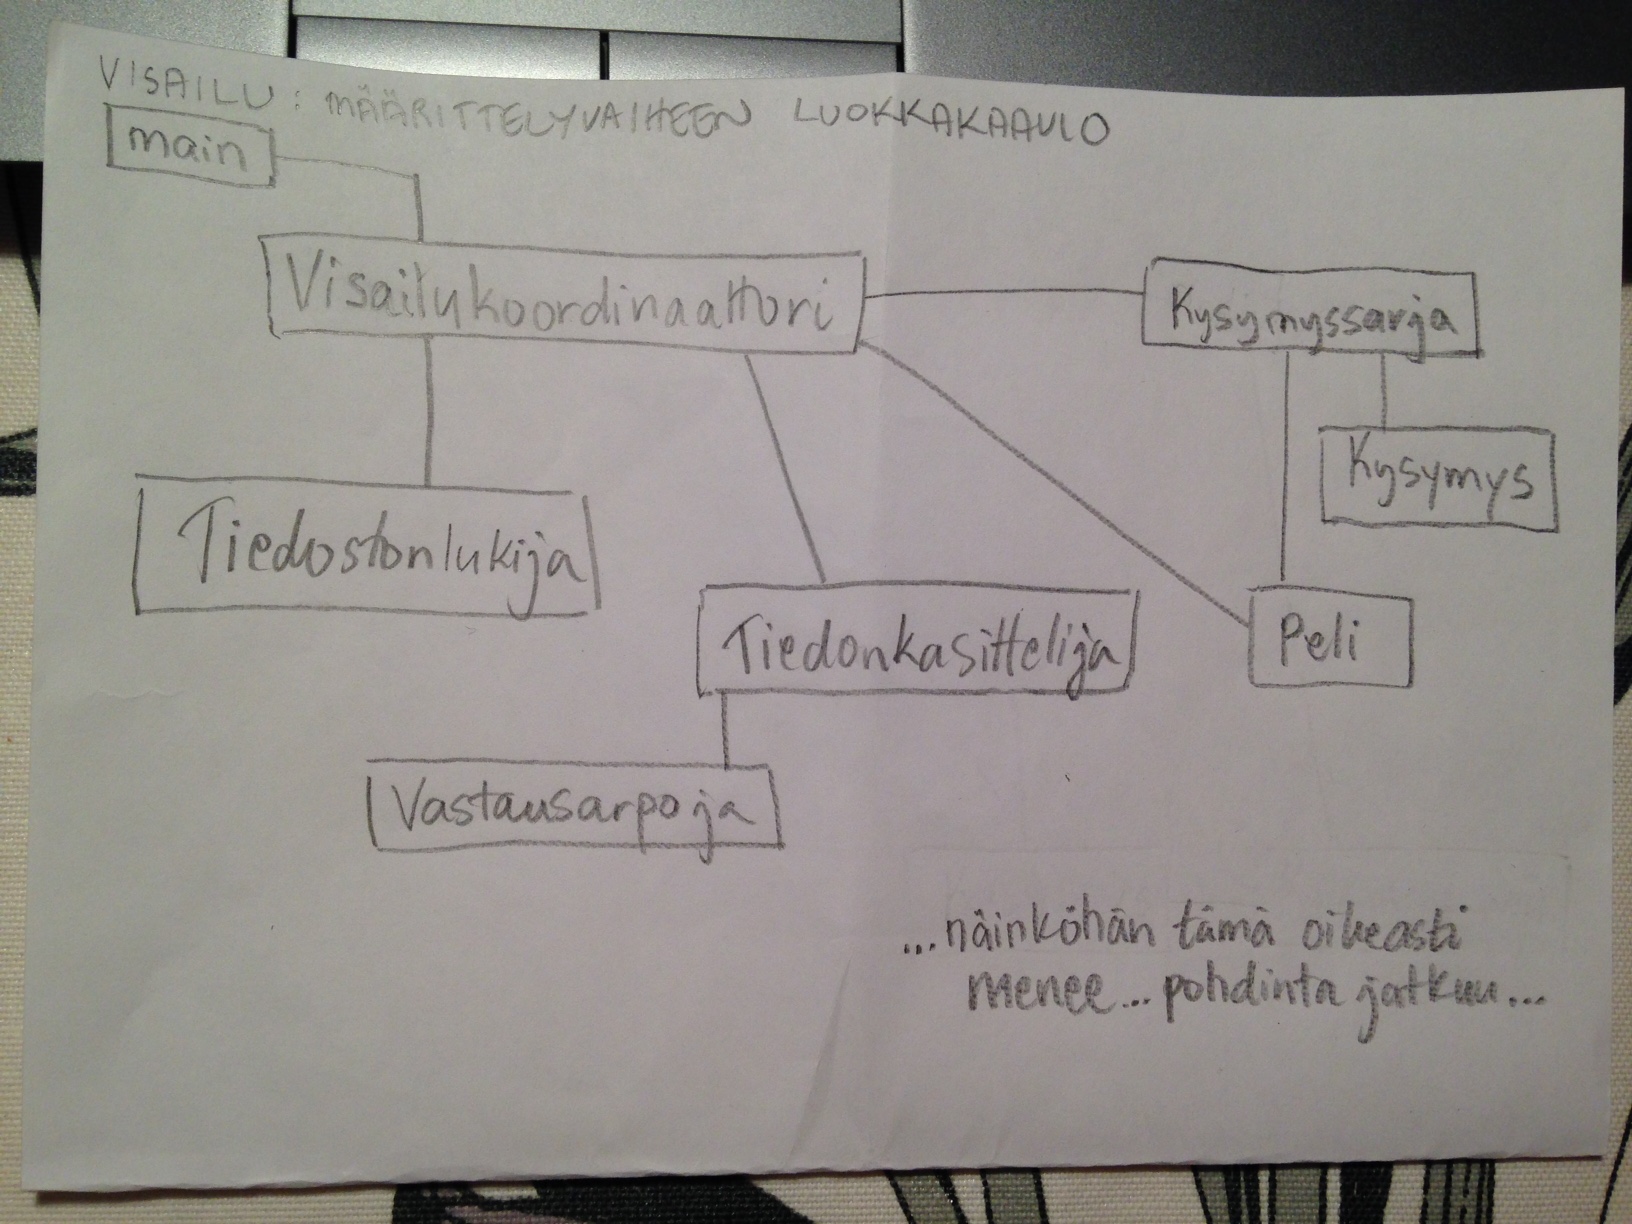 VISAILU: MÄÄRITTELYVAIHEEN LUOKKAKAAVIO
main
Visailukoordinaattori
Kysymyssarja
Kysymys
Tiedostonlukija
Tiedonkasittelija
Peli
Vastausarpoja
...näinköhän tämä oikeasti
menee... pohdinta jatkuu...